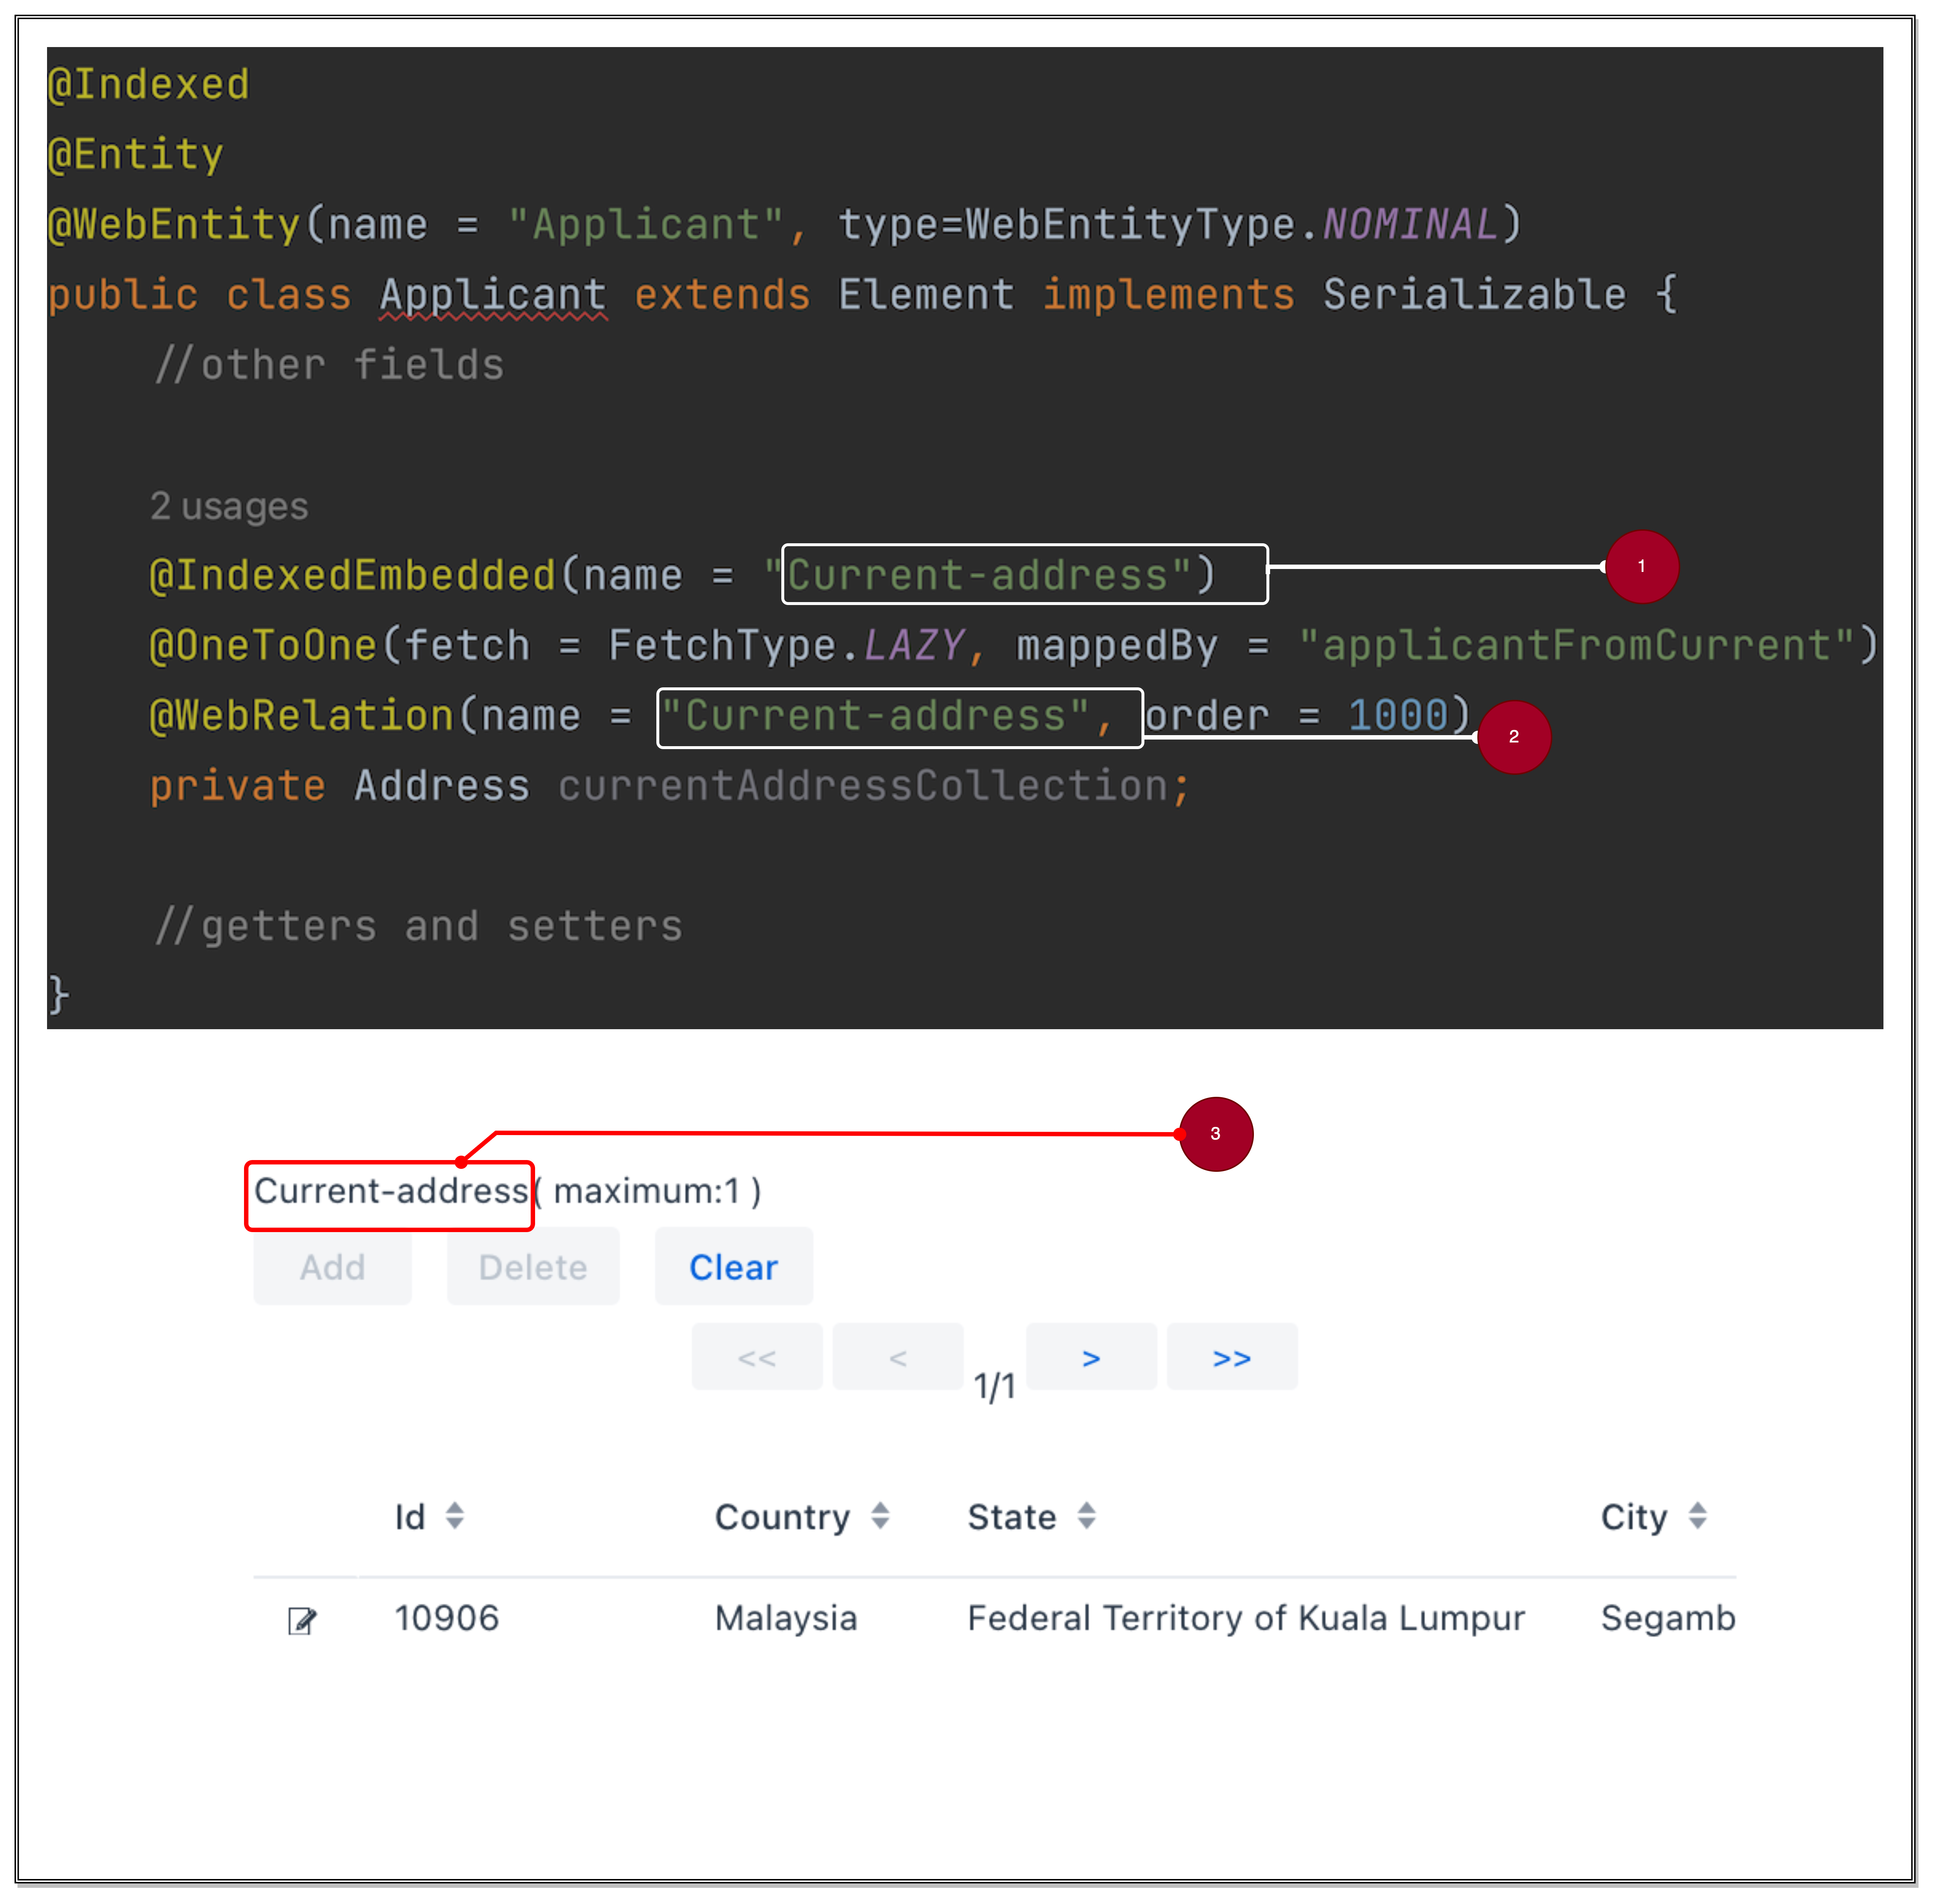 @Indexed
@Entity
@WebEntity(name = "Applicant", type=WebEntityType.NOMINAL)
public class Applicant extends Element implements Serializable {
//other fields
2 usages
@IndexedEmbedded(name = "Current-address")
1
@OneToOne(fetch = FetchType.LAZY, mappedBy = "applicantFromCurrent")
@WebRelation(name = "Current-address", order = 1000)
2
private Address currentAddressCollection;
//getters and setters
}
3
Current-address( maximum:1 )
Add Delete Clear
<< < 1/1 > >>
Id Country State City
10906 Malaysia Federal Territory of Kuala Lumpur Segamb